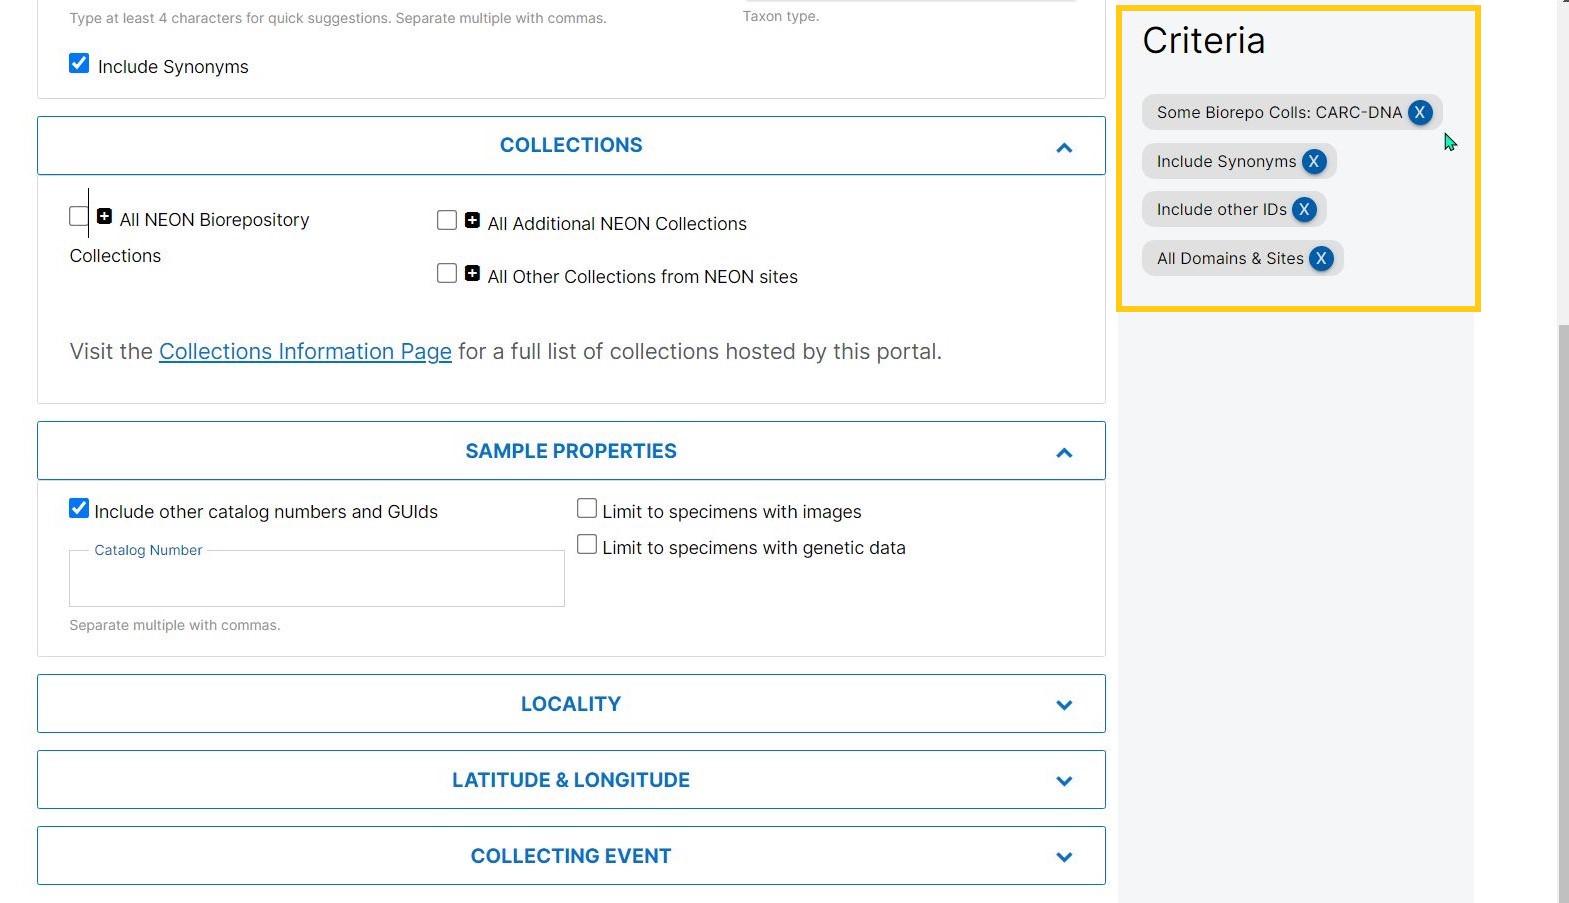 Type at least 4 characters for quick suggestions. Separate multiple with commas.
Taxon type.
Include Synonyms
COLLECTIONS
All NEON Biorepository
Collections
All Additional NEON Collections
All Other Collections from NEON sites
Visit the Collections Information Page for a full list of collections hosted by this portal.
SAMPLE PROPERTIES
Include other catalog numbers and GUIds
Limit to specimens with images
Limit to specimens with genetic data
Catalog Number
Separate multiple with commas.
LOCALITY
LATITUDE & LONGITUDE
COLLECTING EVENT
Criteria
Some Biorepo Colls: CARC-DNA X
Include Synonyms X
Include other IDs X
All Domains & Sites X